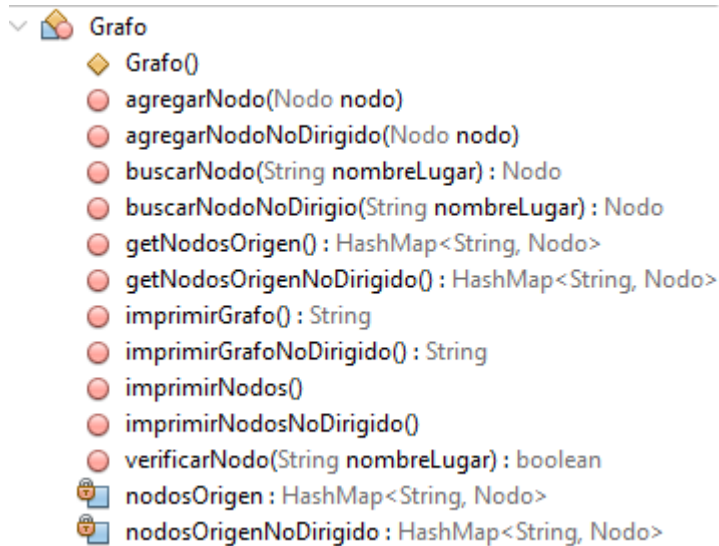 Grafo
Grafo()
agregarNodo(Nodo nodo)
agregarNodoNoDirigido(Nodo nodo)
buscarNodo(String nombreLugar) : Nodo
buscarNodoNoDirigio(String nombreLugar) : Nodo
getNodosOrigen() : HashMap<String, Nodo>
getNodosOrigenNoDirigido() : HashMap<String, Nodo>
imprimirGrafo() : String
imprimirGrafoNoDirigido() : String
imprimirNodos()
imprimirNodosNoDirigido()
verificarNodo(String nombreLugar) : boolean
nodosOrigen : HashMap<String, Nodo>
nodosOrigenNoDirigido : HashMap<String, Nodo>